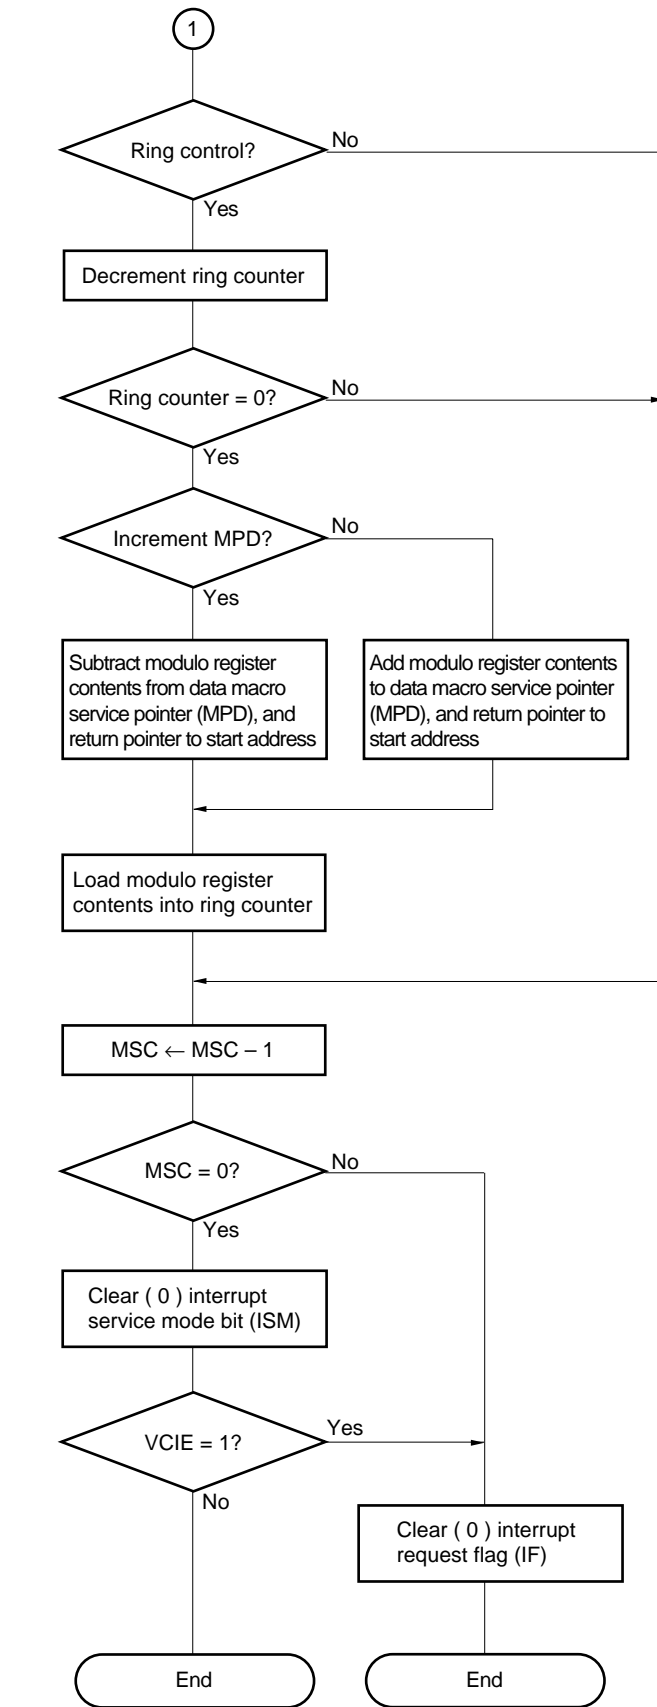 1
Ring control?
No
Yes
Decrement ring counter
Ring counter = 0?
No
Yes
Increment MPD?
No
Yes
Subtract modulo register
contents from data macro
service pointer (MPD), and
return pointer to start address
Add modulo register contents
to data macro service pointer
(MPD), and return pointer to
start address
Load modulo register
contents into ring counter
MSC ← MSC – 1
MSC = 0?
No
Yes
Clear ( 0 ) interrupt
service mode bit (ISM)
VCIE = 1?
Yes
No
Clear ( 0 ) interrupt
request flag (IF)
End
End